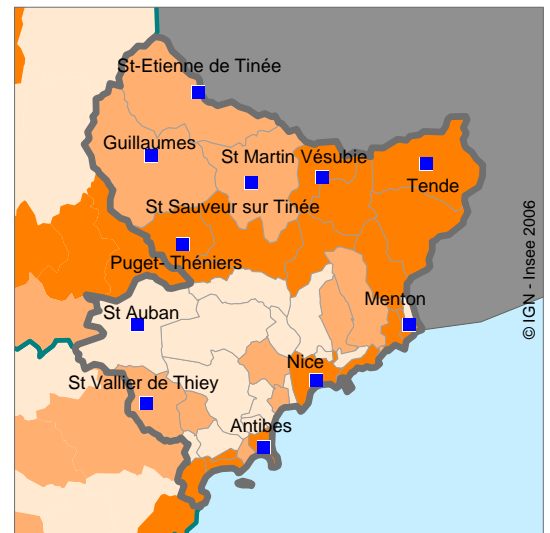 St-Etienne de Tinée
Guillaumes
St Martin Vésubie
Tende
St Sauveur sur Tinée
Puget- Théniers
Menton
St Auban
Nice
St Vallier de Thiey
Antibes
© IGN - Insee 2006